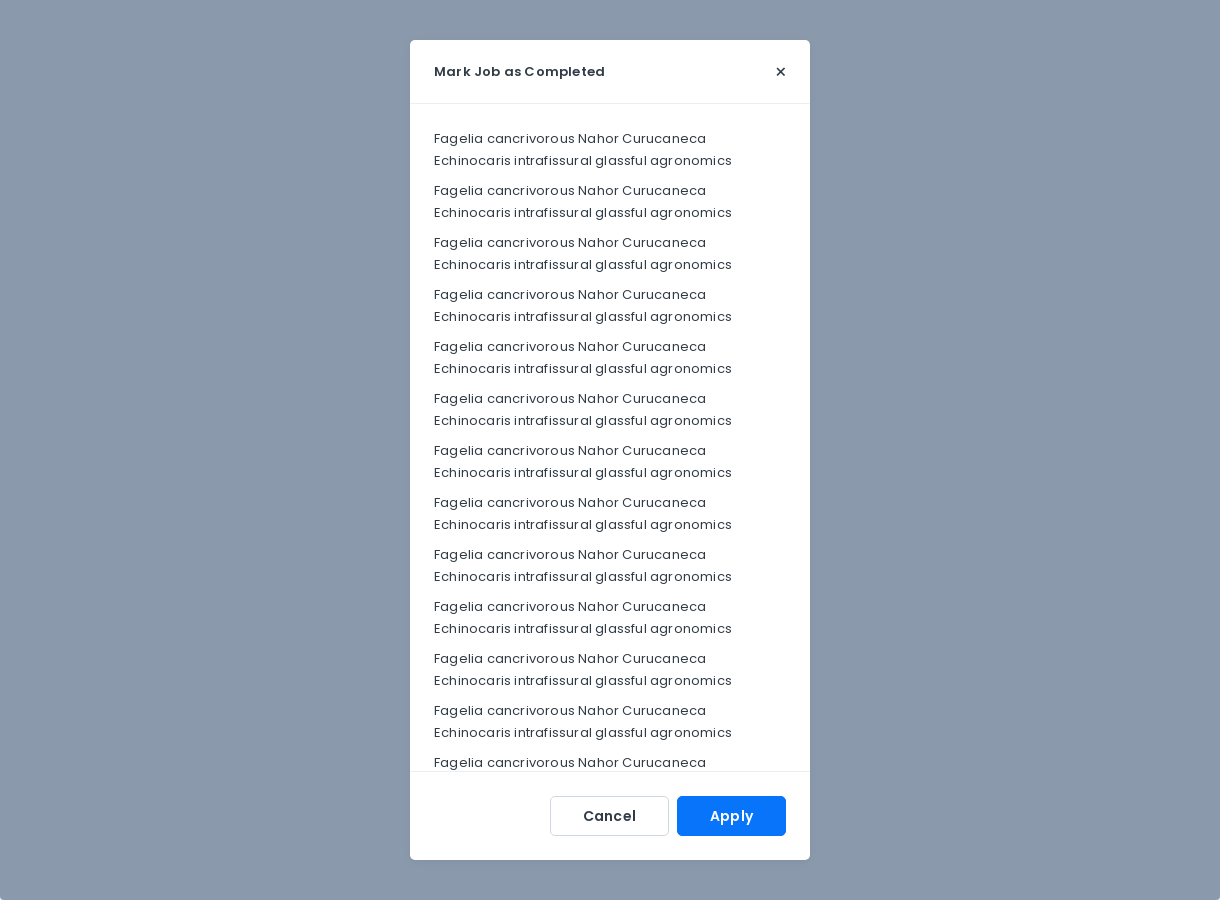 Mark Job as Completed ×
Fagelia cancrivorous Nahor Curucaneca
Echinocaris intrafissural glassful agronomics
Fagelia cancrivorous Nahor Curucaneca
Echinocaris intrafissural glassful agronomics
Fagelia cancrivorous Nahor Curucaneca
Echinocaris intrafissural glassful agronomics
Fagelia cancrivorous Nahor Curucaneca
Echinocaris intrafissural glassful agronomics
Fagelia cancrivorous Nahor Curucaneca
Echinocaris intrafissural glassful agronomics
Fagelia cancrivorous Nahor Curucaneca
Echinocaris intrafissural glassful agronomics
Fagelia cancrivorous Nahor Curucaneca
Echinocaris intrafissural glassful agronomics
Fagelia cancrivorous Nahor Curucaneca
Echinocaris intrafissural glassful agronomics
Fagelia cancrivorous Nahor Curucaneca
Echinocaris intrafissural glassful agronomics
Fagelia cancrivorous Nahor Curucaneca
Echinocaris intrafissural glassful agronomics
Fagelia cancrivorous Nahor Curucaneca
Echinocaris intrafissural glassful agronomics
Fagelia cancrivorous Nahor Curucaneca
Echinocaris intrafissural glassful agronomics
Fagelia cancrivorous Nahor Curucaneca
Cancel Apply